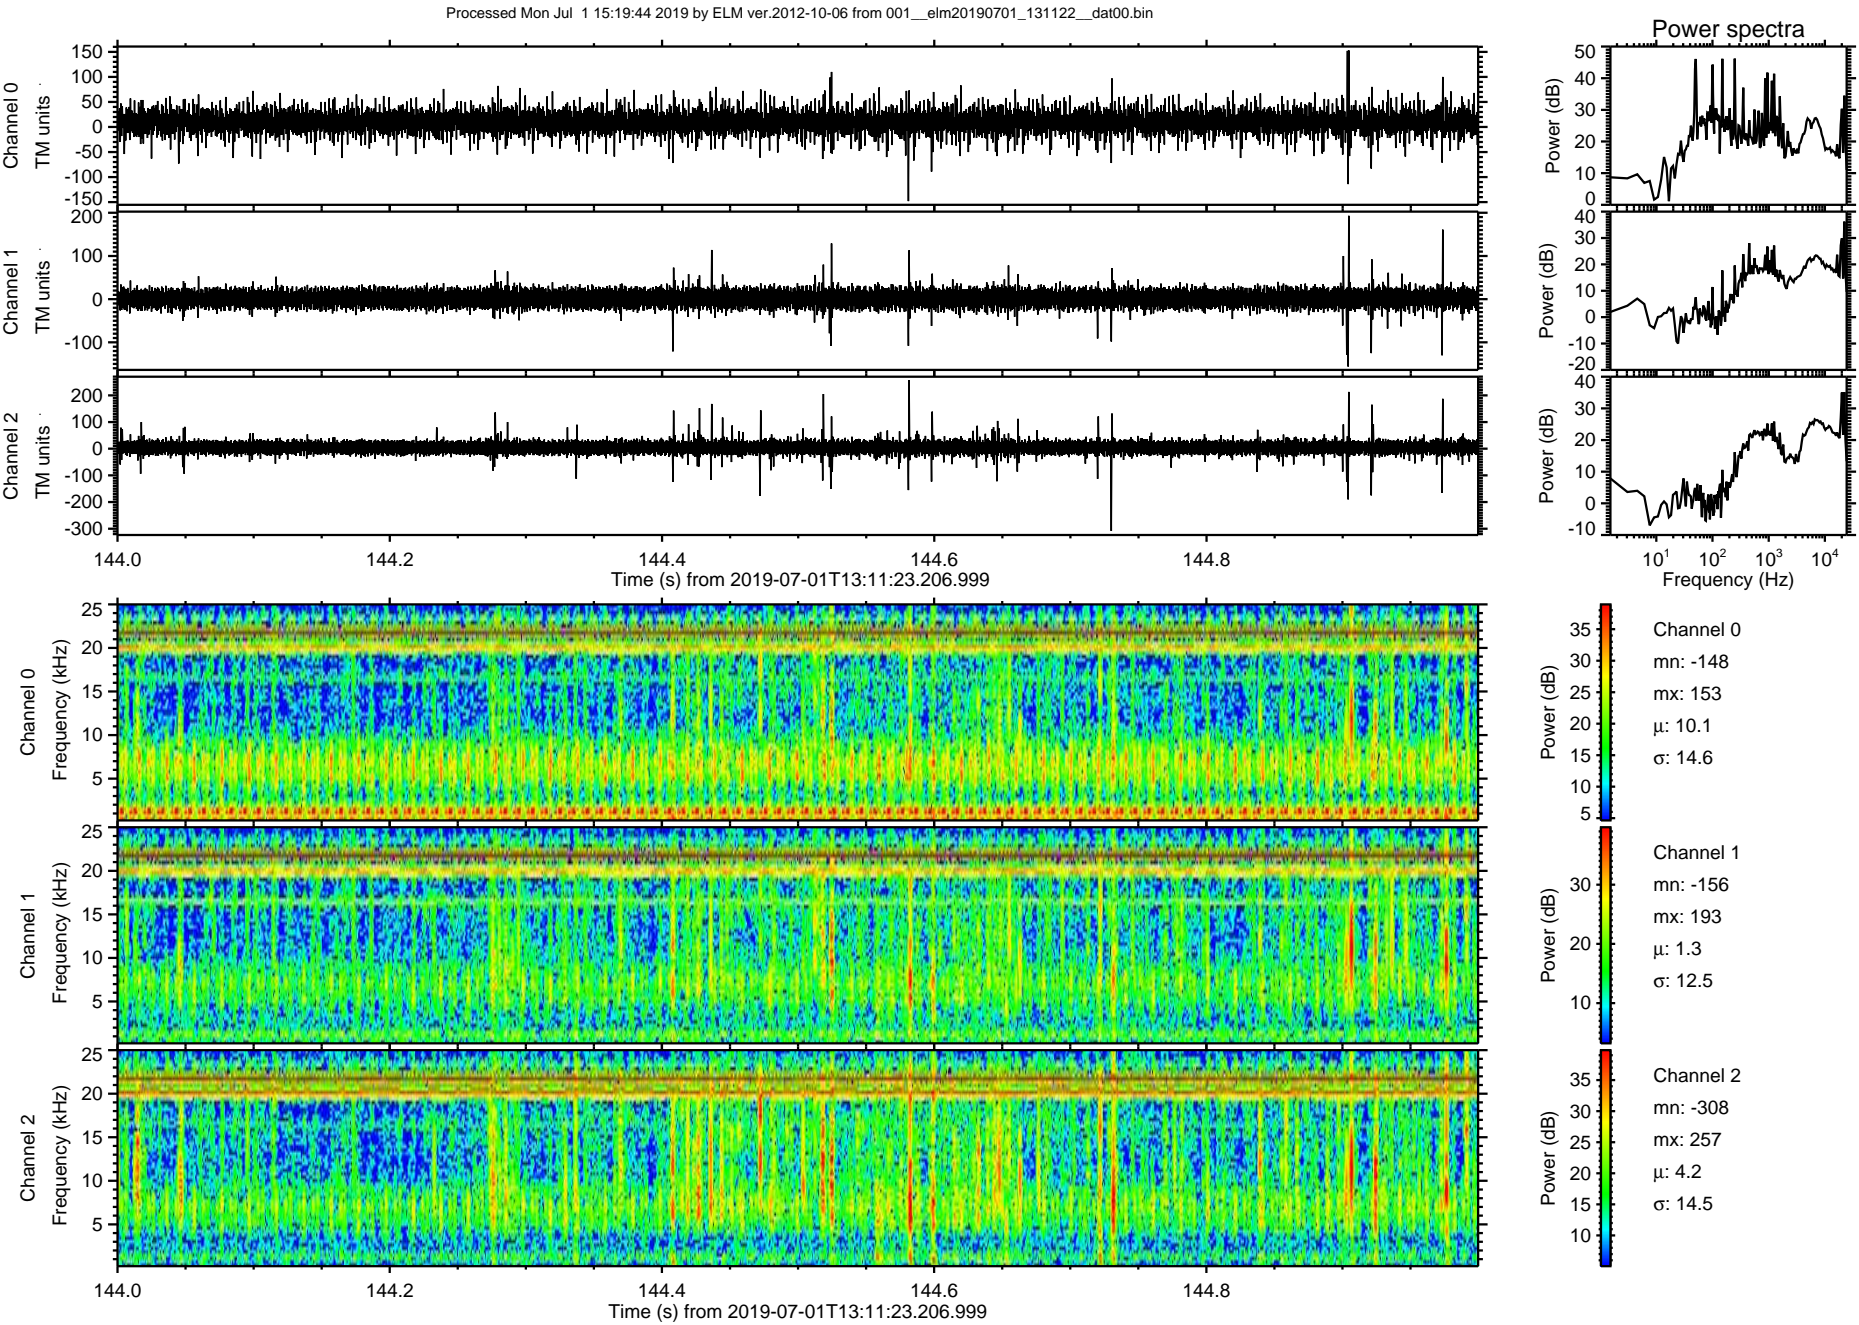 Processed Mon Jul  1 15:19:44 2019 by ELM ver.2012-10-06 from 001__elm20190701_131122__dat00.bin
Power spectra
Channel 0
TM units
150
100
50
0
-50
-100
-150
Power (dB)
50
40
30
20
10
0
Channel 1
TM units
200
100
0
-100
Power (dB)
40
30
20
10
0
-10
-20
Channel 2
TM units
200
100
0
-100
-200
-300
Power (dB)
40
30
20
10
0
-10
144.0 144.2 144.4 144.6 144.8
Time (s) from 2019-07-01T13:11:23.206.999
10^1 10^2 10^3 10^4
Frequency (Hz)
Channel 0
Frequency (kHz)
25
20
15
10
5
Power (dB)
35
30
25
20
15
10
5
Channel 0
mn: -148
mx: 153
μ: 10.1
σ: 14.6
Channel 1
Frequency (kHz)
25
20
15
10
5
Power (dB)
30
20
10
Channel 1
mn: -156
mx: 193
μ: 1.3
σ: 12.5
Channel 2
Frequency (kHz)
25
20
15
10
5
Power (dB)
35
30
25
20
15
10
Channel 2
mn: -308
mx: 257
μ: 4.2
σ: 14.5
144.0 144.2 144.4 144.6 144.8
Time (s) from 2019-07-01T13:11:23.206.999